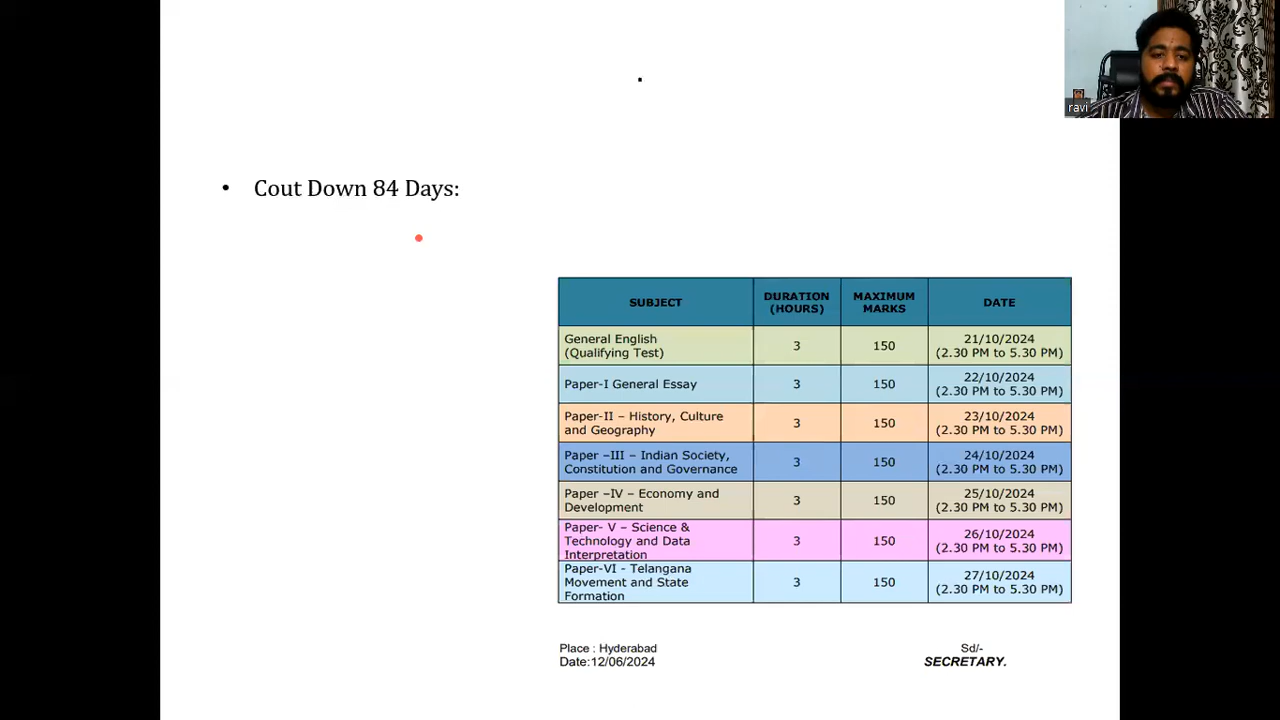 ravi
• Cout Down 84 Days:
SUBJECT DURATION (HOURS) MAXIMUM MARKS DATE
General English (Qualifying Test) 3 150 21/10/2024 (2.30 PM to 5.30 PM)
Paper-I General Essay 3 150 22/10/2024 (2.30 PM to 5.30 PM)
Paper-II – History, Culture and Geography 3 150 23/10/2024 (2.30 PM to 5.30 PM)
Paper –III – Indian Society, Constitution and Governance 3 150 24/10/2024 (2.30 PM to 5.30 PM)
Paper –IV – Economy and Development 3 150 25/10/2024 (2.30 PM to 5.30 PM)
Paper- V – Science & Technology and Data Interpretation 3 150 26/10/2024 (2.30 PM to 5.30 PM)
Paper-VI - Telangana Movement and State Formation 3 150 27/10/2024 (2.30 PM to 5.30 PM)
Place : Hyderabad Sd/-
Date:12/06/2024 SECRETARY.